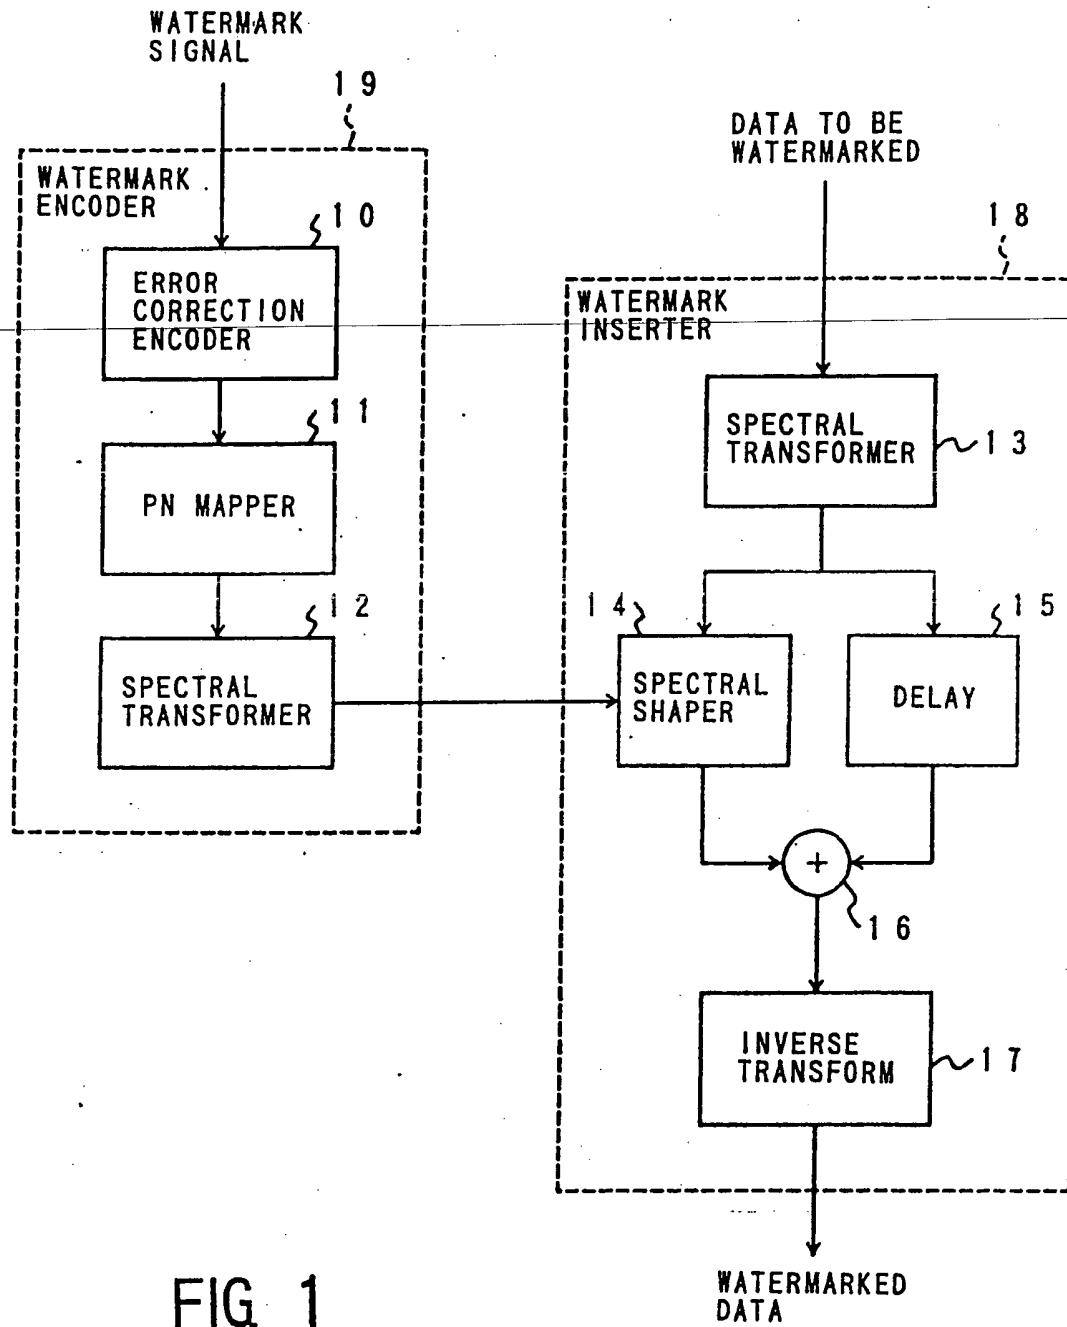 WATERMARK
SIGNAL
19
WATERMARK
ENCODER
10
ERROR
CORRECTION
ENCODER
11
PN MAPPER
12
SPECTRAL
TRANSFORMER
DATA TO BE
WATERMARKED
18
WATERMARK
INSERTER
SPECTRAL
TRANSFORMER
13
14
SPECTRAL
SHAPER
15
DELAY
+
16
INVERSE
TRANSFORM
17
WATERMARKED
DATA
FIG. 1